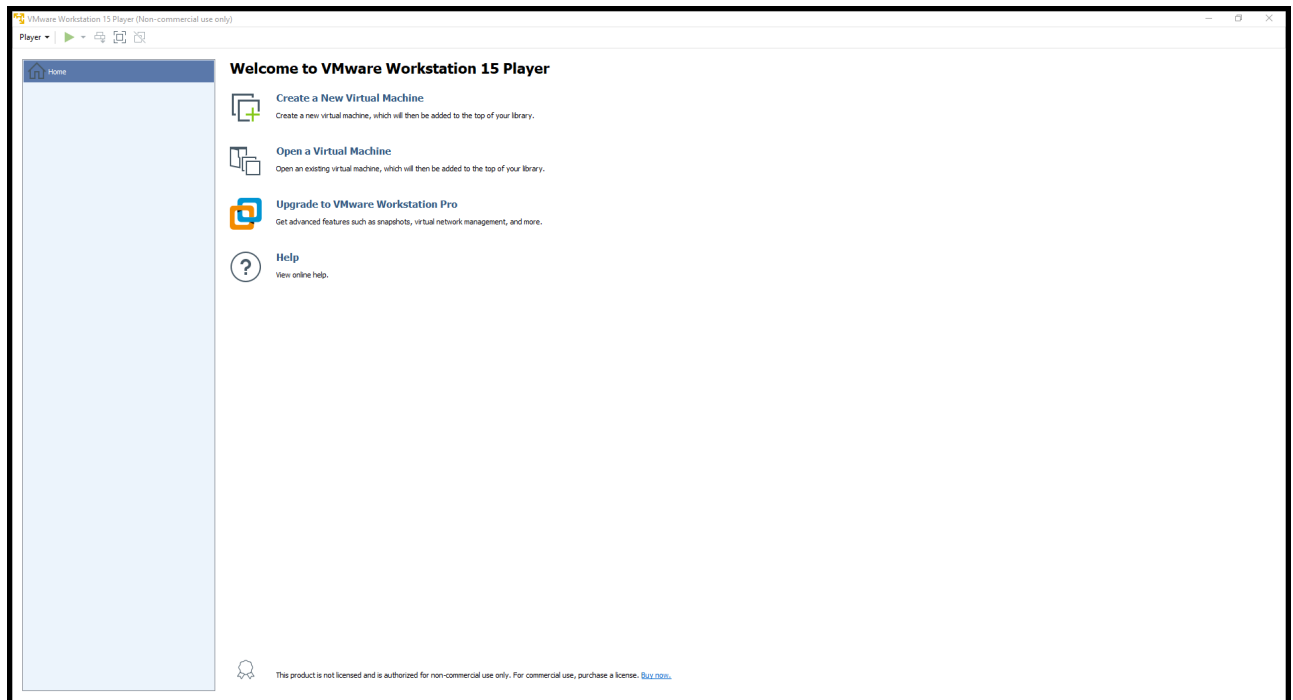 VMware Workstation 15 Player (Non-commercial use only)
Player
Home
Welcome to VMware Workstation 15 Player
Create a New Virtual Machine
Create a new virtual machine, which will then be added to the top of your library.
Open a Virtual Machine
Open an existing virtual machine, which will then be added to the top of your library.
Upgrade to VMware Workstation Pro
Get advanced features such as snapshots, virtual network management, and more.
Help
View online help.
This product is not licensed and is authorized for non-commercial use only. For commercial use, purchase a license. Buy now.